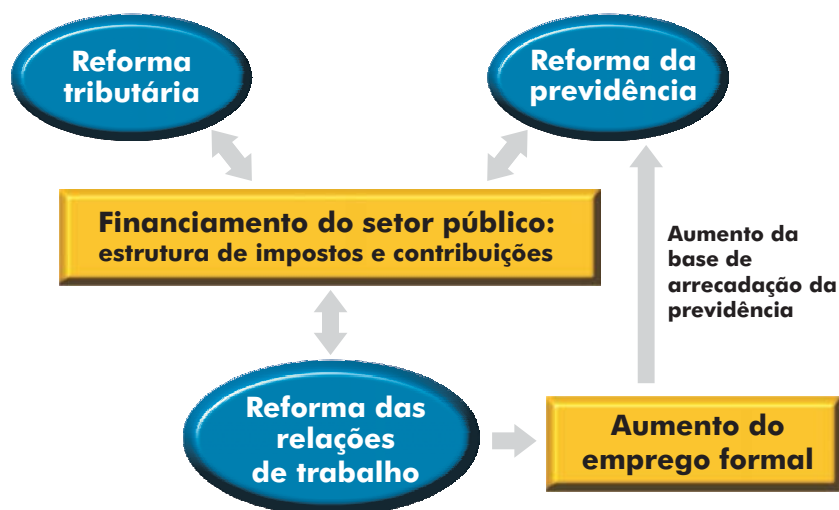 Reforma
tributária
Reforma da
previdência
Financiamento do setor público:
estrutura de impostos e contribuições
Aumento da
base de
arrecadação da
previdência
Reforma das
relações
de trabalho
Aumento do
emprego formal